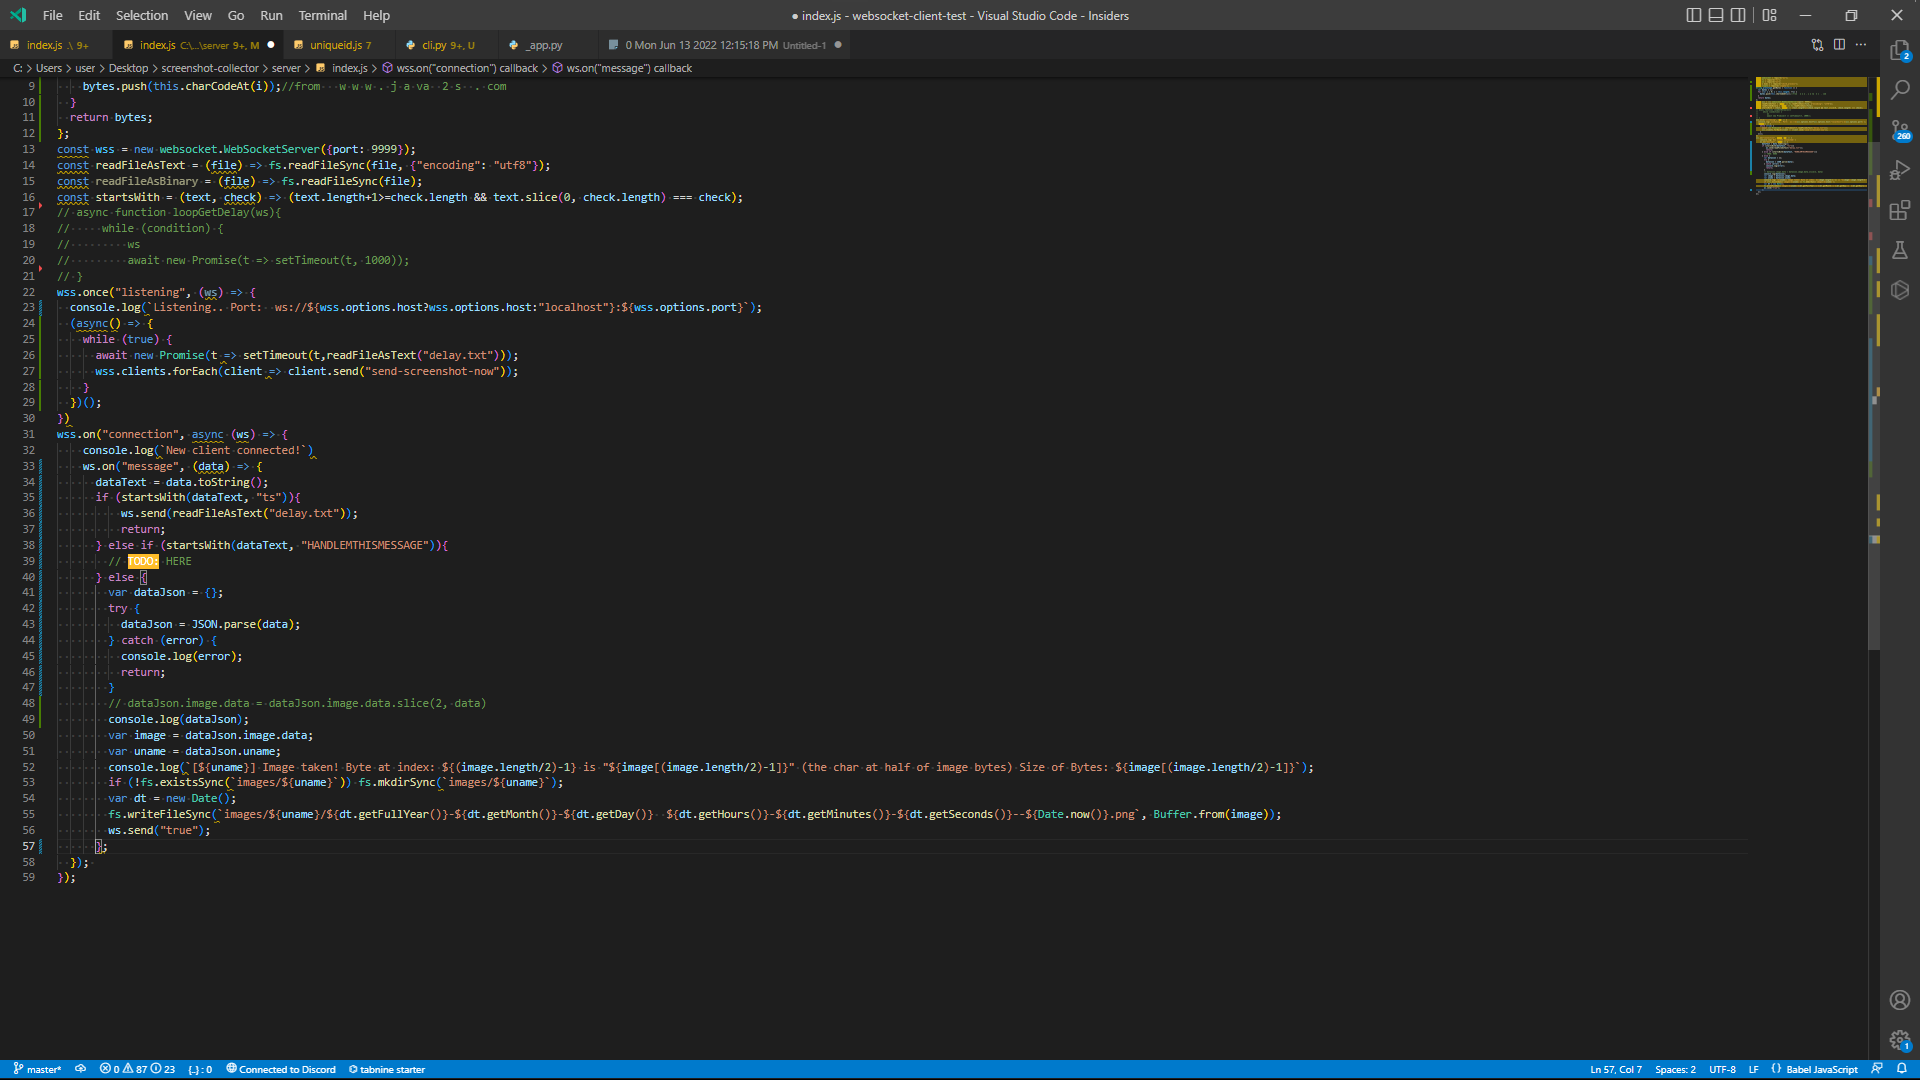 File Edit Selection View Go Run Terminal Help
● index.js - websocket-client-test - Visual Studio Code - Insiders
index.js .\ 9+ index.js C:\...\server 9+, M uniqueid.js 7 cli.py 9+, U _app.py 0 Mon Jun 13 2022 12:15:18 PM Untitled-1
C: > Users > user > Desktop > screenshot-collector > server > index.js > wss.on("connection") callback > ws.on("message") callback
9 bytes.push(this.charCodeAt(i));//from w w w . j a va 2 s . com
10 }
11 return bytes;
12 };
13 const wss = new websocket.WebSocketServer({port: 9999});
14 const readFileAsText = (file) => fs.readFileSync(file, {"encoding": "utf8"});
15 const readFileAsBinary = (file) => fs.readFileSync(file);
16 const startsWith = (text, check) => (text.length+1>=check.length && text.slice(0, check.length) === check);
17 // async function loopGetDelay(ws){
18 // while (condition) {
19 // ws
20 // await new Promise(t => setTimeout(t, 1000));
21 // }
22 wss.once("listening", (ws) => {
23 console.log(`Listening.. Port: ws://${wss.options.host?wss.options.host:"localhost"}:${wss.options.port}`);
24 (async() => {
25 while (true) {
26 await new Promise(t => setTimeout(t,readFileAsText("delay.txt")));
27 wss.clients.forEach(client => client.send("send-screenshot-now"));
28 }
29 })();
30 })
31 wss.on("connection", async (ws) => {
32 console.log(`New client connected!`)
33 ws.on("message", (data) => {
34 dataText = data.toString();
35 if (startsWith(dataText, "ts")){
36 ws.send(readFileAsText("delay.txt"));
37 return;
38 } else if (startsWith(dataText, "HANDLEMTHISMESSAGE")){
39 // TODO: HERE
40 } else {
41 var dataJson = {};
42 try {
43 dataJson = JSON.parse(data);
44 } catch (error) {
45 console.log(error);
46 return;
47 }
48 // dataJson.image.data = dataJson.image.data.slice(2, data)
49 console.log(dataJson);
50 var image = dataJson.image.data;
51 var uname = dataJson.uname;
52 console.log(`[${uname}] Image taken! Byte at index: ${(image.length/2)-1} is "${image[(image.length/2)-1]}" (the char at half of image bytes) Size of Bytes: ${image[(image.length/2)-1]}`);
53 if (!fs.existsSync(`images/${uname}`)) fs.mkdirSync(`images/${uname}`);
54 var dt = new Date();
55 fs.writeFileSync(`images/${uname}/${dt.getFullYear()}-${dt.getMonth()}-${dt.getDay()} ${dt.getHours()}-${dt.getMinutes()}-${dt.getSeconds()}--${Date.now()}.png`, Buffer.from(image));
56 ws.send("true");
57 };
58 });
59 });
2
260
1
master* 0 87 23 {..} : 0 Connected to Discord tabnine starter Ln 57, Col 7 Spaces: 2 UTF-8 LF {} Babel JavaScript